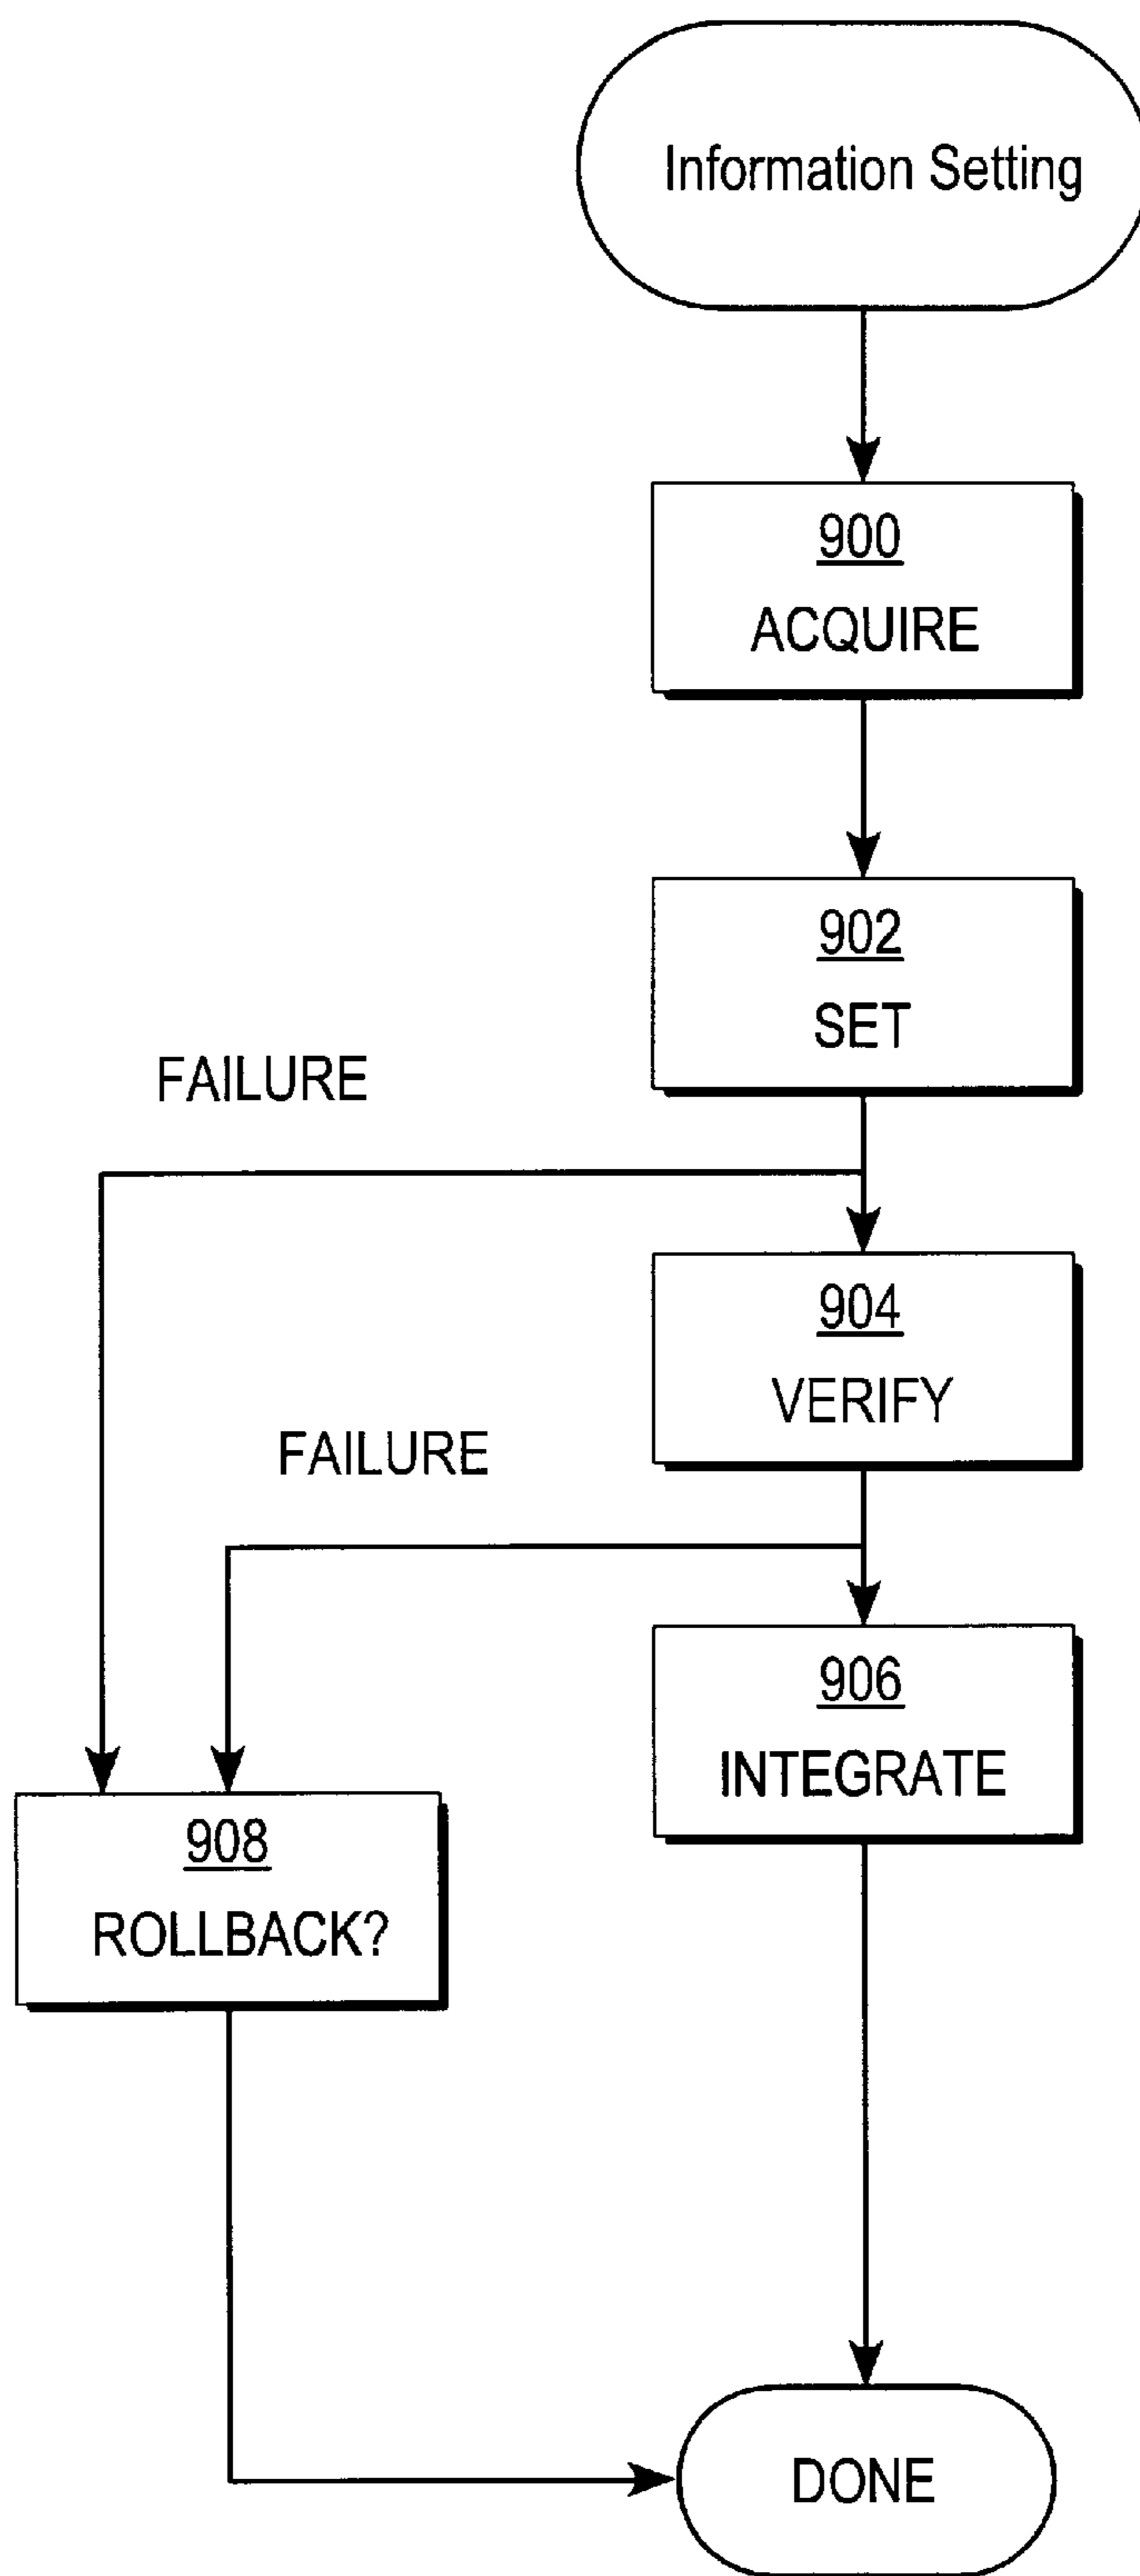 Information Setting
900
ACQUIRE
902
SET
FAILURE
904
VERIFY
FAILURE
906
INTEGRATE
908
ROLLBACK?
DONE